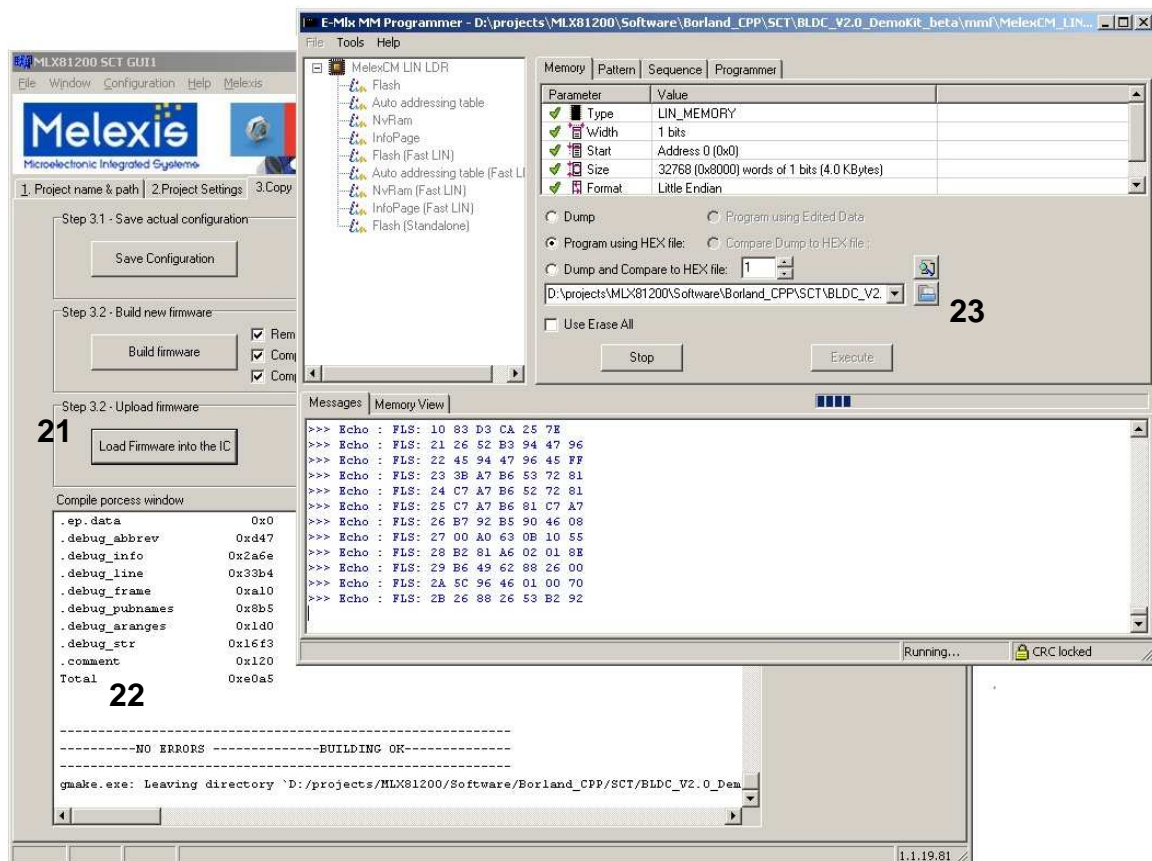 E-Mlx MM Programmer - D:\projects\MLX81200\Software\Borland_CPP\SCT\BLDC_V2.0_DemoKit_beta\mmf\MelexCM_LIN...
File Tools Help
MelexCM LIN LDR
Flash
Auto addressing table
NvRam
InfoPage
Flash (Fast LIN)
Auto addressing table (Fast LI
NvRam (Fast LIN)
InfoPage (Fast LIN)
Flash (Standalone)
Memory Pattern Sequence Programmer
Parameter Value
Type LIN_MEMORY
Width 1 bits
Start Address 0 (0x0)
Size 32768 (0x8000) words of 1 bits (4.0 KBytes)
Format Little Endian
Dump Program using Edited Data
Program using HEX file: Compare Dump to HEX file :
Dump and Compare to HEX file: 1
D:\projects\MLX81200\Software\Borland_CPP\SCT\BLDC_V2.
23
Use Erase All
Stop Execute
Messages Memory View
>>> Echo : FLS: 10 83 D3 CA 25 7E
>>> Echo : FLS: 21 26 52 B3 94 47 96
>>> Echo : FLS: 22 45 94 47 96 45 FF
>>> Echo : FLS: 23 3B A7 B6 53 72 81
>>> Echo : FLS: 24 C7 A7 B6 52 72 81
>>> Echo : FLS: 25 C7 A7 B6 81 C7 A7
>>> Echo : FLS: 26 B7 92 B5 90 46 08
>>> Echo : FLS: 27 00 A0 63 0B 10 55
>>> Echo : FLS: 28 B2 81 A6 02 01 8E
>>> Echo : FLS: 29 B6 49 62 88 26 00
>>> Echo : FLS: 2A 5C 96 46 01 00 70
>>> Echo : FLS: 2B 26 88 26 53 B2 92
Running... CRC locked
MLX81200 SCT GUI1
File Window Configuration Help Melexis
Melexis
Microelectronic Integrated Systems
1. Project name & path 2.Project Settings 3.Copy
Step 3.1 - Save actual configuration
Save Configuration
Step 3.2 - Build new firmware
Build firmware
Rem
Comp
Comp
Step 3.2 - Upload firmware
21
Load Firmware into the IC
Compile porcess window
.ep.data 0x0
.debug_abbrev 0xd47
.debug_info 0x2a6e
.debug_line 0x33b4
.debug_frame 0xa10
.debug_pubnames 0x8b5
.debug_aranges 0x1d0
.debug_str 0x16f3
.comment 0x120
Total 0xe0a5
22
-----------------------------------------------------------
----------NO ERRORS --------------BUILDING OK--------------
-----------------------------------------------------------
gmake.exe: Leaving directory `D:/projects/MLX81200/Software/Borland_CPP/SCT/BLDC_V2.0_Dem
1.1.19.81